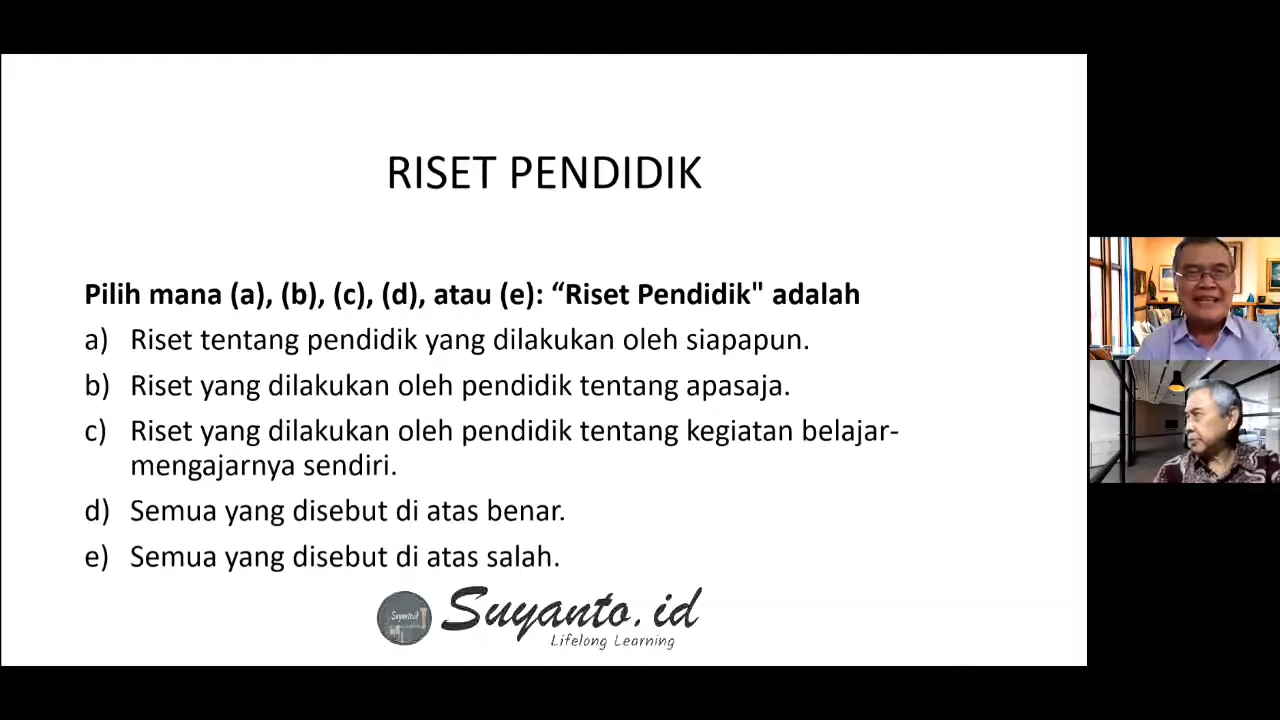 RISET PENDIDIK
Pilih mana (a), (b), (c), (d), atau (e): “Riset Pendidik" adalah
a) Riset tentang pendidik yang dilakukan oleh siapapun.
b) Riset yang dilakukan oleh pendidik tentang apasaja.
c) Riset yang dilakukan oleh pendidik tentang kegiatan belajar-
mengajarnya sendiri.
d) Semua yang disebut di atas benar.
e) Semua yang disebut di atas salah.
Suyanto.id
Suyanto.id
Lifelong Learning